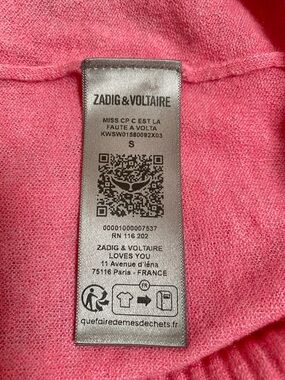 ZADIG&VOLTAIRE
MISS CP C EST LA
FAUTE A VOLTA
KWSW01580092X03
S
00001000007537
RN 116 202
ZADIG & VOLTAIRE
LOVES YOU
11 Avenue d'Iéna
75116 Paris - FRANCE
FR
quefairedemesdechets.fr